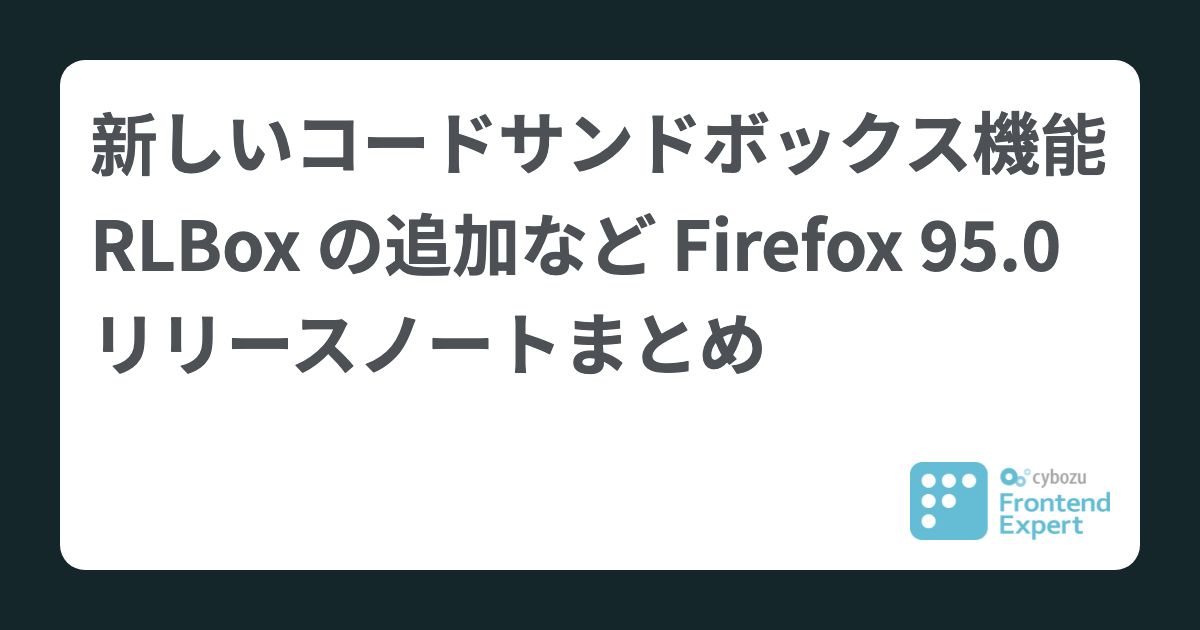 新しいコードサンドボックス機能
RLBox の追加など Firefox 95.0
リリースノートまとめ
cybozu
Frontend
Expert